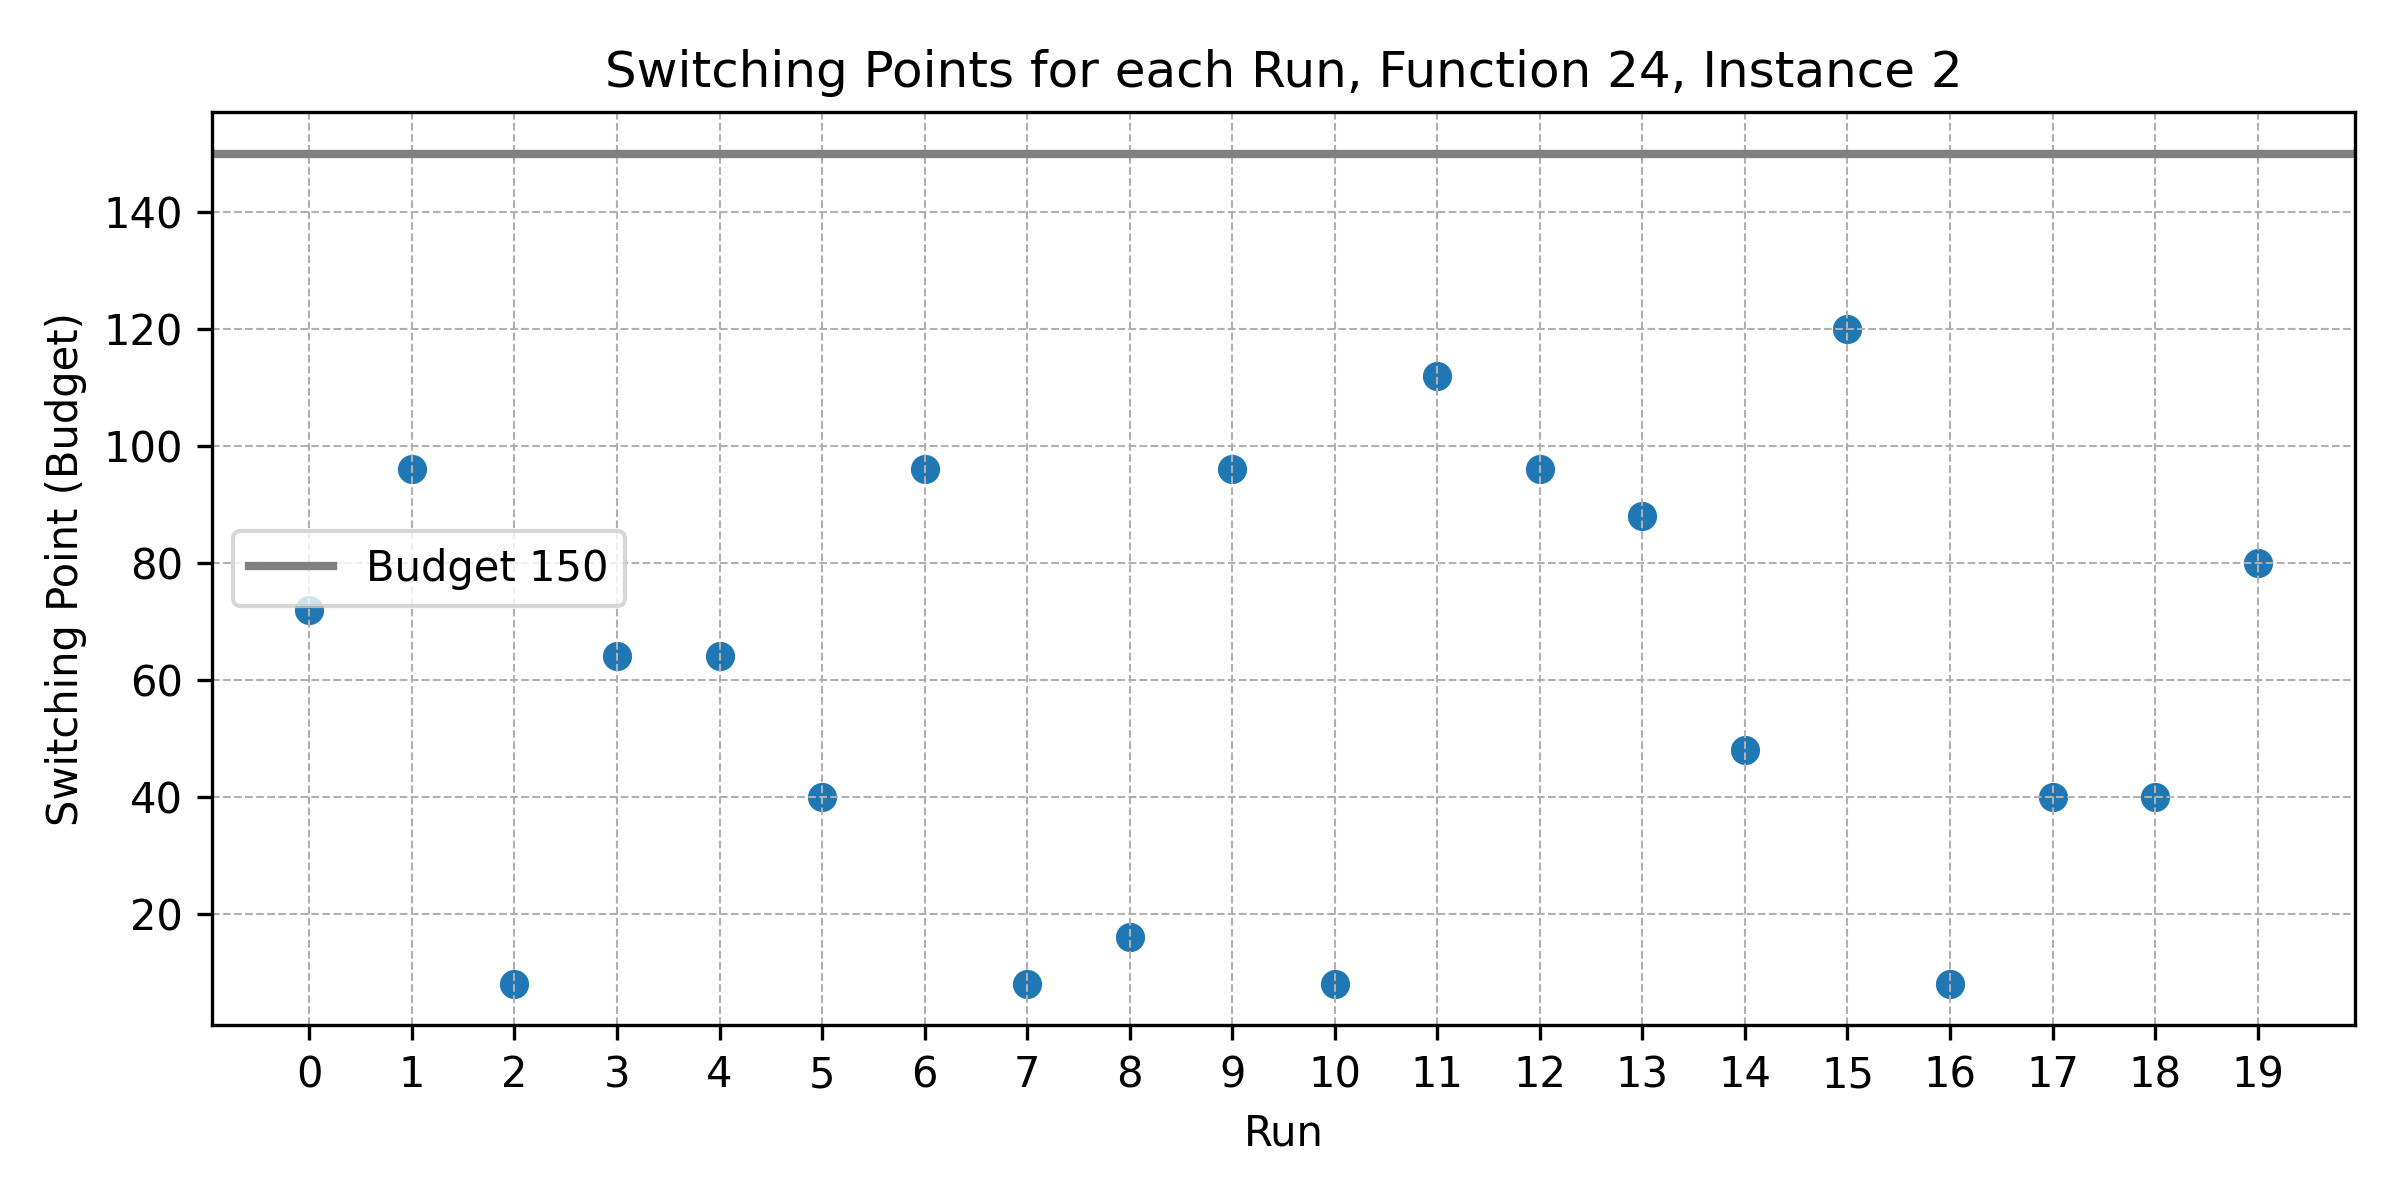 Switching Points for each Run, Function 24, Instance 2
Switching Point (Budget)
140
120
100
80
60
40
20
Budget 150
0 1 2 3 4 5 6 7 8 9 10 11 12 13 14 15 16 17 18 19
Run